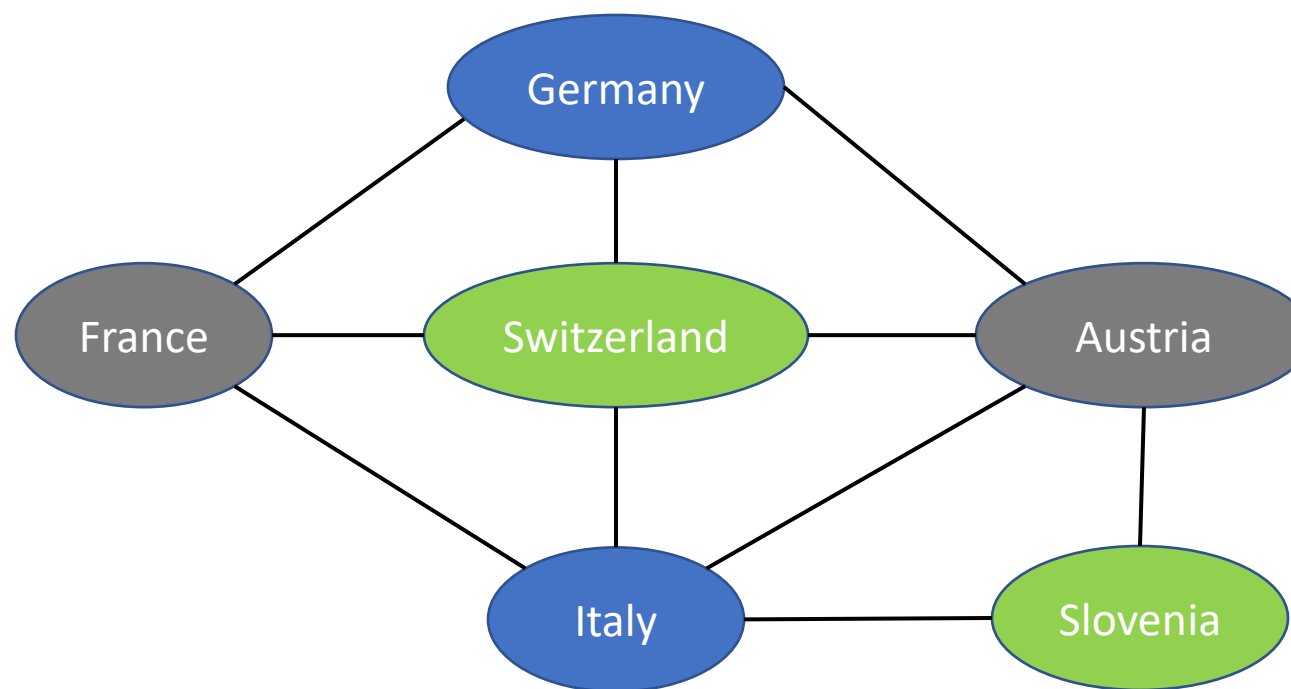 Germany
France
Switzerland
Austria
Italy
Slovenia